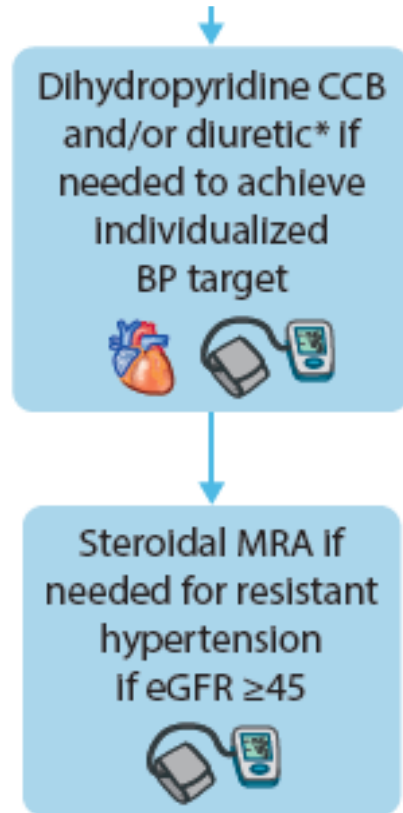 Dihydropyridine CCB
and/or diuretic* if
needed to achieve
individualized
BP target
Steroidal MRA if
needed for resistant
hypertension
if eGFR ≥45